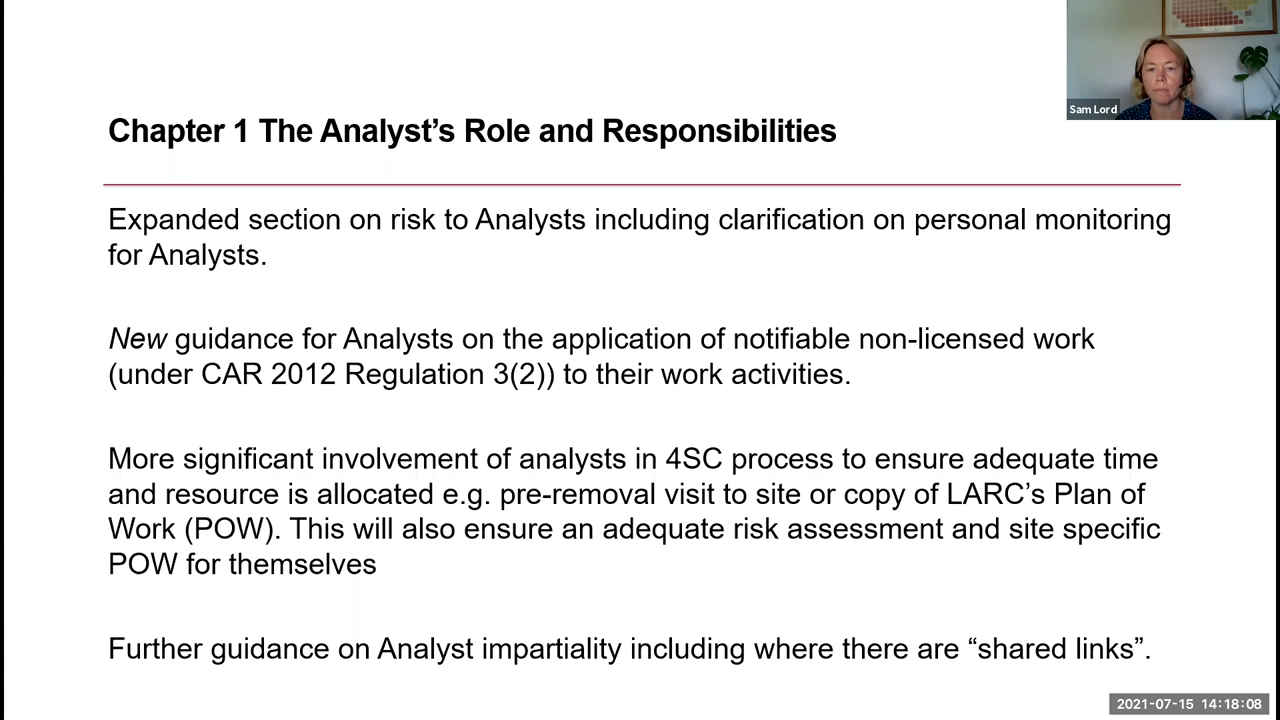 Sam Lord
Chapter 1 The Analyst’s Role and Responsibilities
Expanded section on risk to Analysts including clarification on personal monitoring
for Analysts.
New guidance for Analysts on the application of notifiable non-licensed work
(under CAR 2012 Regulation 3(2)) to their work activities.
More significant involvement of analysts in 4SC process to ensure adequate time
and resource is allocated e.g. pre-removal visit to site or copy of LARC’s Plan of
Work (POW). This will also ensure an adequate risk assessment and site specific
POW for themselves
Further guidance on Analyst impartiality including where there are “shared links”.
2021-07-15 14:18:08